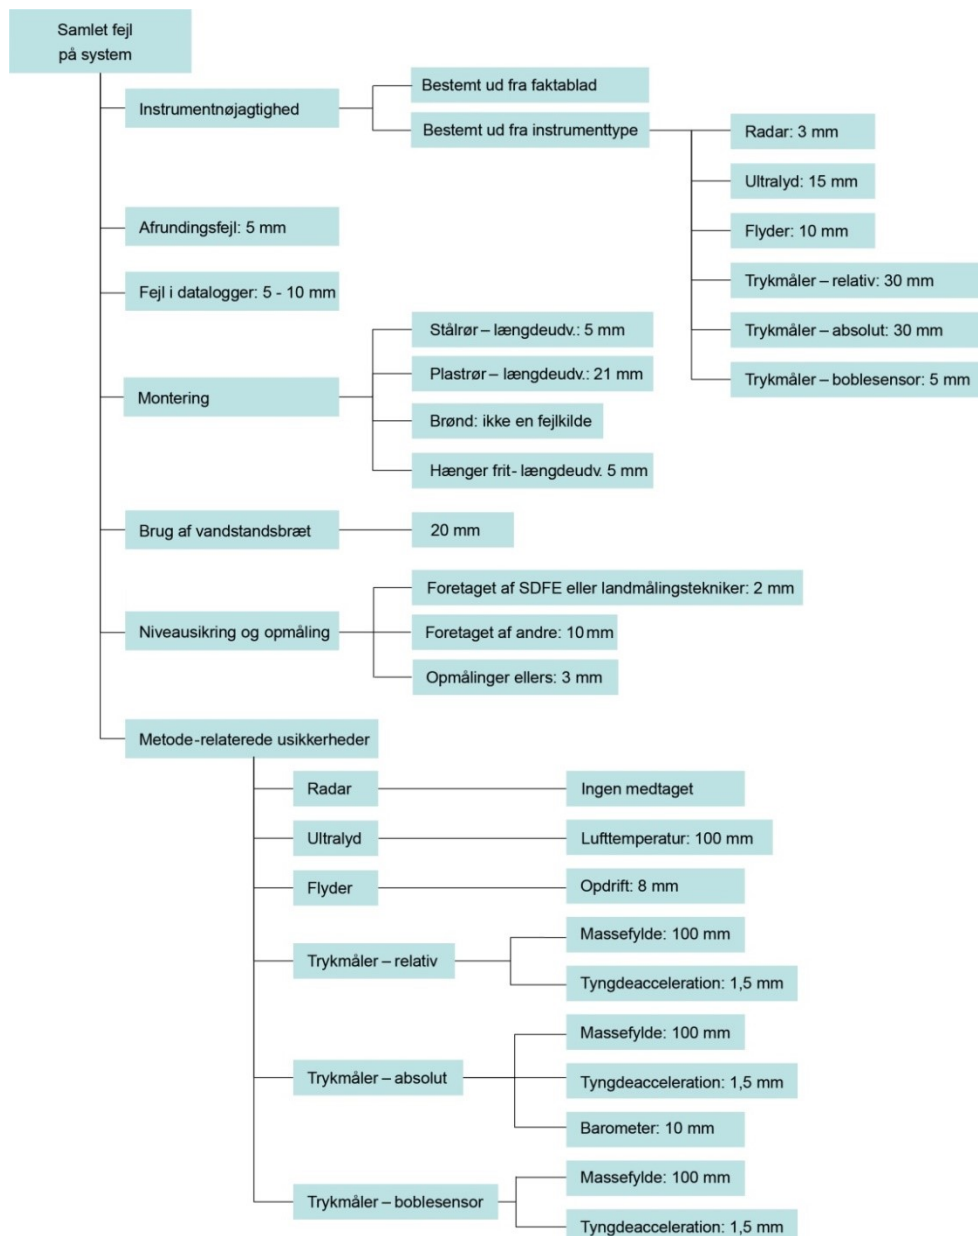 Samlet fejl
på system
Instrumentnøjagtighed
Bestemt ud fra faktablad
Bestemt ud fra instrumenttype
Radar: 3 mm
Ultralyd: 15 mm
Flyder: 10 mm
Trykmåler – relativ: 30 mm
Trykmåler – absolut: 30 mm
Trykmåler – boblesensor: 5 mm
Afrundingsfejl: 5 mm
Fejl i datalogger: 5 - 10 mm
Montering
Stålrør – længdeudv.: 5 mm
Plastrør – længdeudv.: 21 mm
Brønd: ikke en fejlkilde
Hænger frit- længdeudv. 5 mm
Brug af vandstandsbræt
20 mm
Niveausikring og opmåling
Foretaget af SDFE eller landmålingstekniker: 2 mm
Foretaget af andre: 10 mm
Opmålinger ellers: 3 mm
Metode-relaterede usikkerheder
Radar
Ingen medtaget
Ultralyd
Lufttemperatur: 100 mm
Flyder
Opdrift: 8 mm
Trykmåler – relativ
Massefylde: 100 mm
Tyngdeacceleration: 1,5 mm
Trykmåler – absolut
Massefylde: 100 mm
Tyngdeacceleration: 1,5 mm
Barometer: 10 mm
Trykmåler – boblesensor
Massefylde: 100 mm
Tyngdeacceleration: 1,5 mm